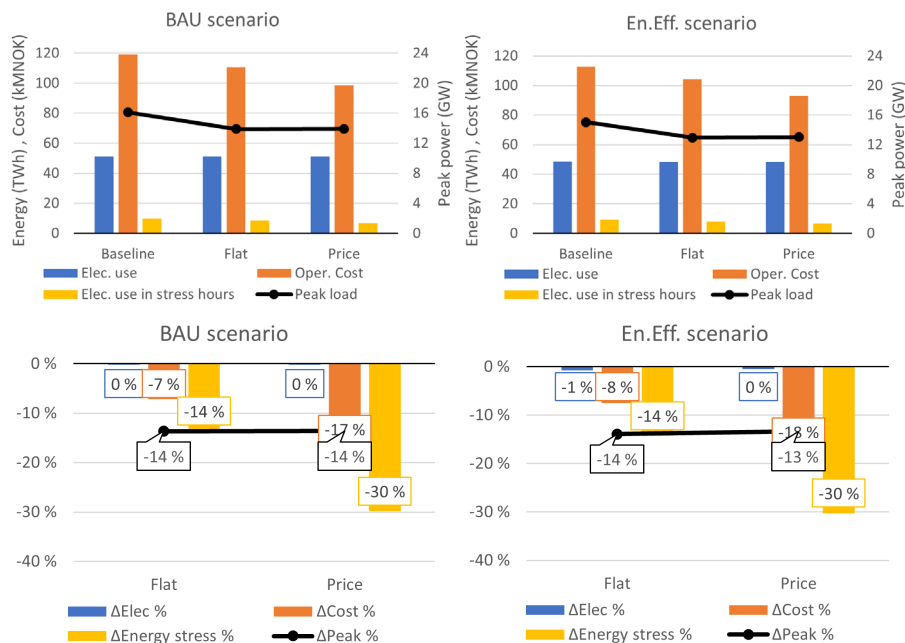 BAU scenario
Energy (TWh) , Cost (kMNOK)
120
100
80
60
40
20
0
24
20
16
12
8
4
0
Peak power (GW)
Baseline Flat Price
Elec. use Oper. Cost
Elec. use in stress hours Peak load
En.Eff. scenario
Energy (TWh) , Cost (kMNOK)
120
100
80
60
40
20
0
24
20
16
12
8
4
0
Peak power (GW)
Baseline Flat Price
Elec. use Oper. Cost
Elec. use in stress hours Peak load
BAU scenario
0 %
-10 %
-20 %
-30 %
-40 %
0 % -7 % 0 %
-14 %
-17 %
-14 % -14 %
-30 %
Flat Price
ΔElec % ΔCost %
ΔEnergy stress % ΔPeak %
En.Eff. scenario
0 %
-10 %
-20 %
-30 %
-40 %
-1 % -8 % 0 %
-14 %
-18 %
-14 % -13 %
-30 %
Flat Price
ΔElec % ΔCost %
ΔEnergy stress % ΔPeak %